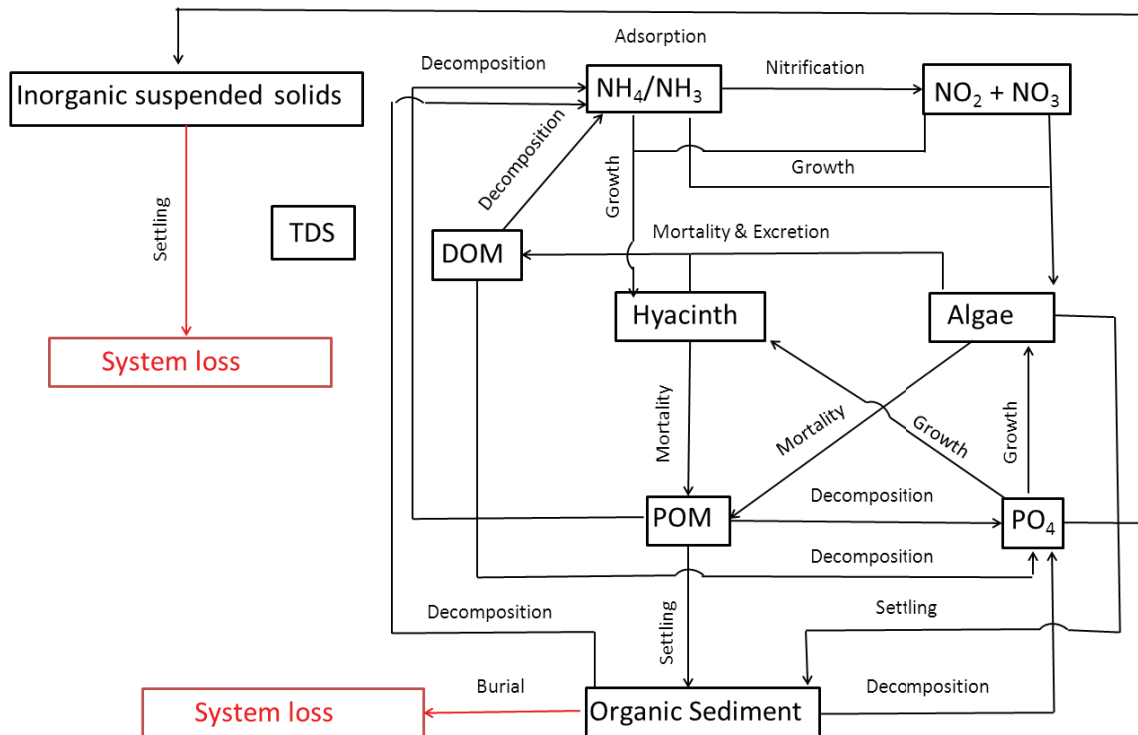 Adsorption
Decomposition
NH₄/NH₃
Nitrification
NO₂ + NO₃
Inorganic suspended solids
Decomposition
Growth
Growth
Settling
TDS
DOM
Mortality & Excretion
Hyacinth
Algae
System loss
Mortality
Mortality
Growth
Growth
POM
Decomposition
PO₄
Decomposition
Decomposition
Settling
Settling
Burial
Decomposition
System loss
Organic Sediment